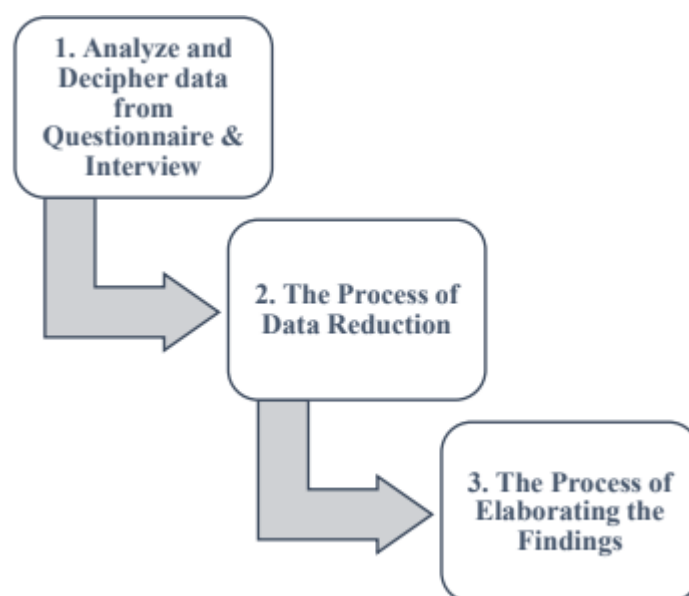 1. Analyze and
Decipher data
from
Questionnaire &
Interview
2. The Process of
Data Reduction
3. The Process of
Elaborating the
Findings